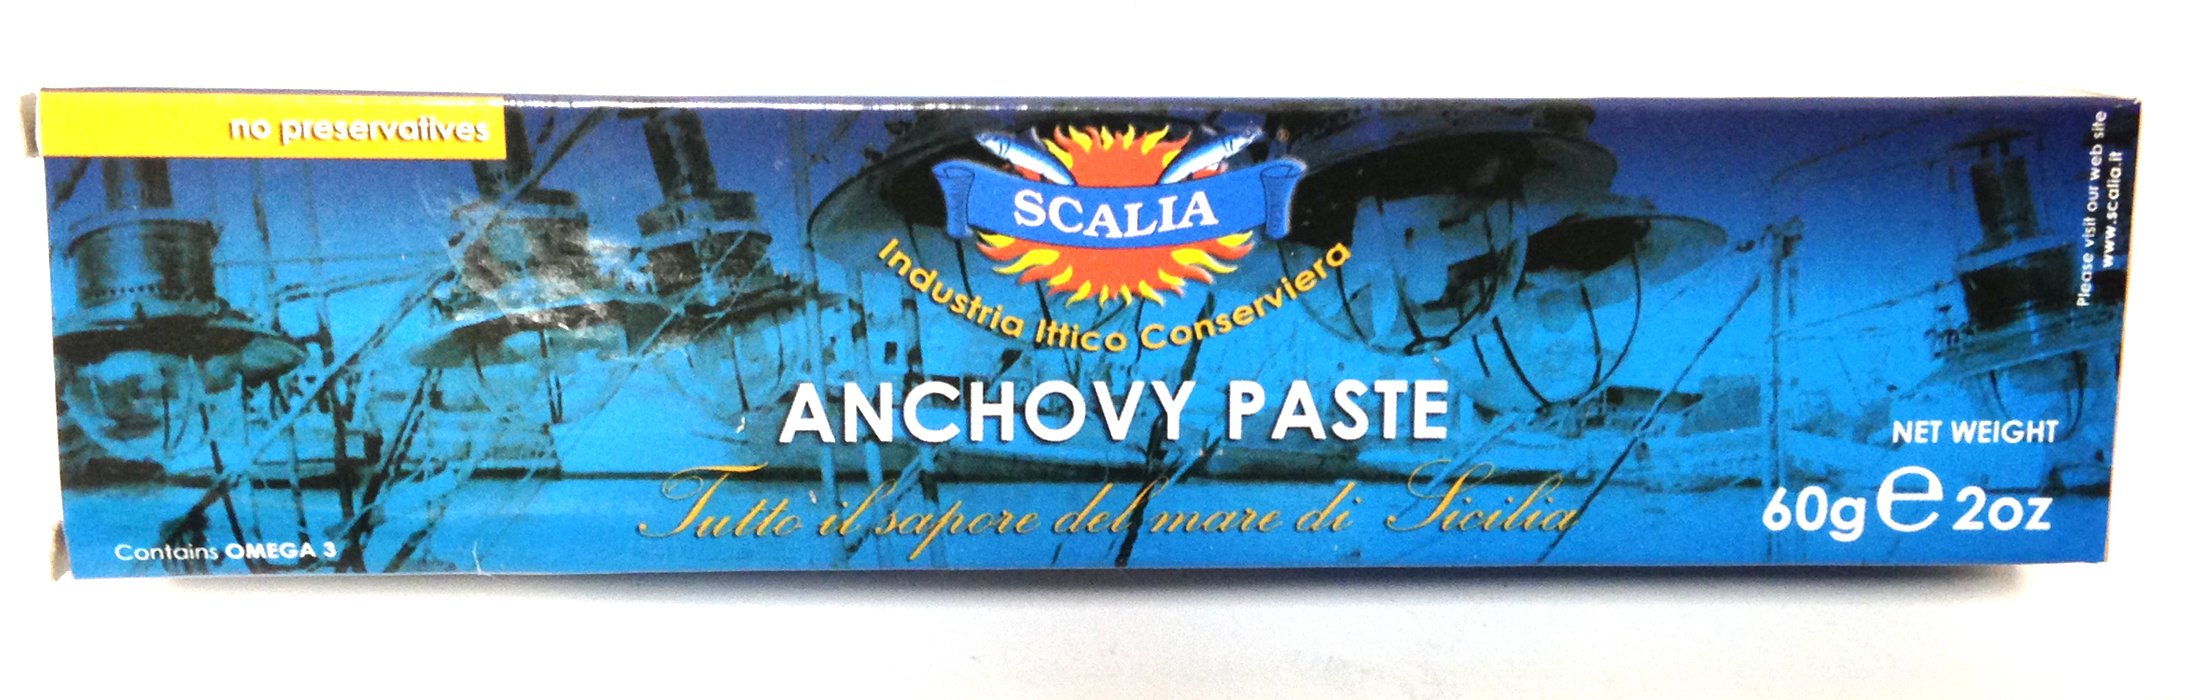 no preservatives
SCALIA
Industria Ittico Conserviera
ANCHOVY PASTE
Tutto il sapore del mare di Sicilia
Contains OMEGA 3
NET WEIGHT
60g e 2oz
Please visit our web site
www.scalia.it